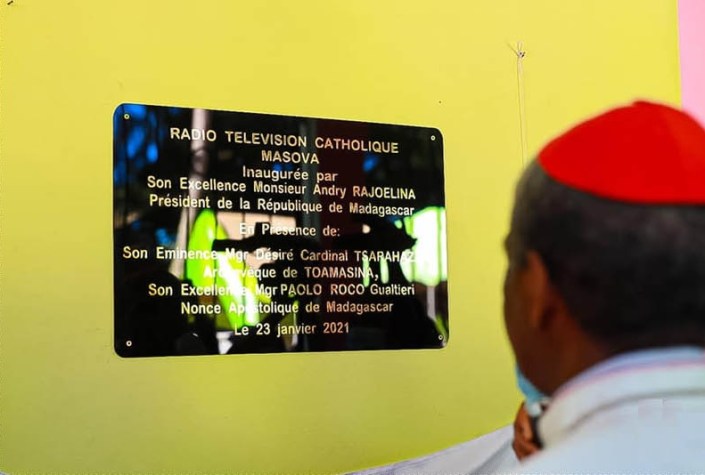 RADIO TELEVISION CATHOLIQUE
MASOVA
Inaugurée par
Son Excellence Monsieur Andry RAJOELINA
Président de la République de Madagascar
En Présence de:
Son Eminence Mgr Désiré Cardinal TSARAHAZ
Archevêque de TOAMASINA,
Son Excellence Mgr PAOLO ROCO Gualtieri
Nonce Apostolique de Madagascar
Le 23 janvier 2021